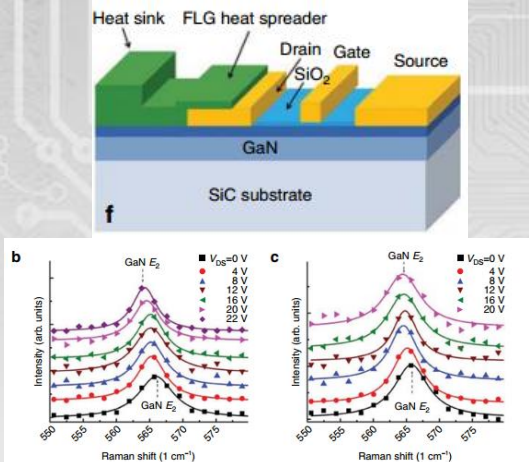 Heat sink FLG heat spreader
Drain Gate
SiO2 Source
GaN
SiC substrate
f
b
GaN E2
VDS=0 V
4 V
8 V
12 V
16 V
20 V
22 V
Intensity (arb. units)
GaN E2
550 555 560 565 570 575
Raman shift (1 cm−1)
c
GaN E2
VDS=0 V
4 V
8 V
12 V
16 V
20 V
Intensity (arb. units)
GaN E2
550 555 560 565 570 575
Raman shift (1 cm−1)